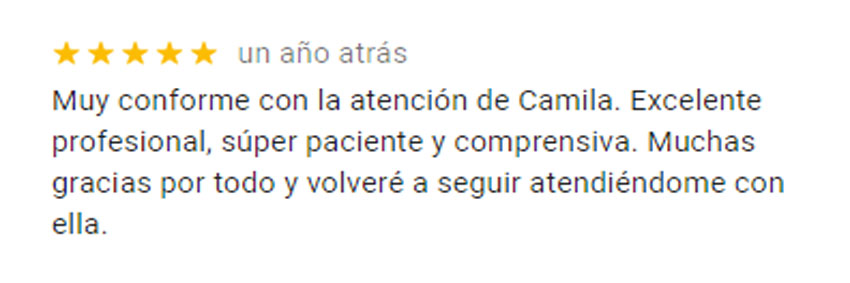 un año atrás
Muy conforme con la atención de Camila. Excelente
profesional, súper paciente y comprensiva. Muchas
gracias por todo y volveré a seguir atendiéndome con
ella.